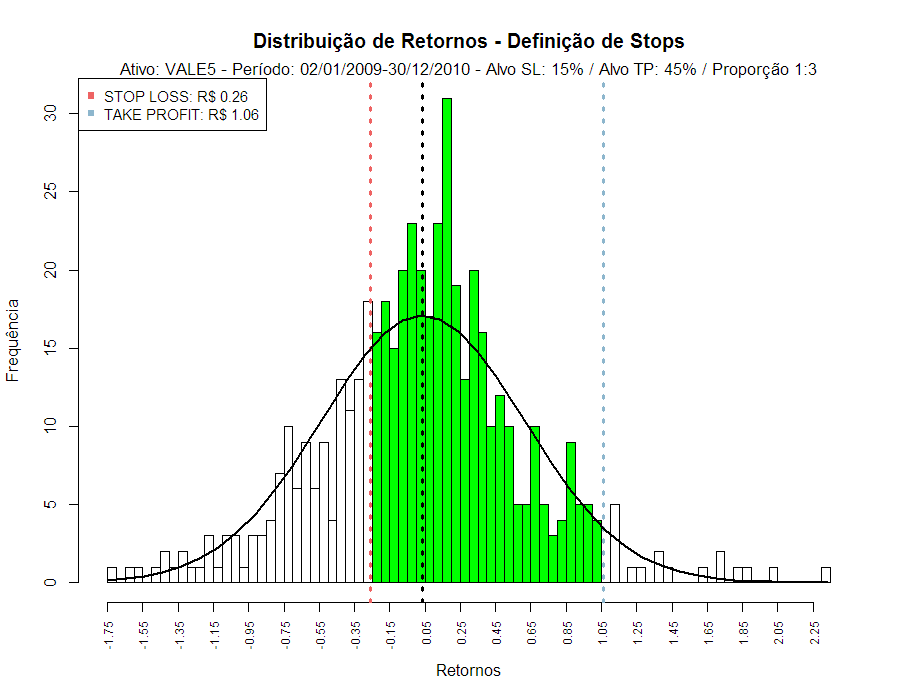 Distribuição de Retornos - Definição de Stops
Ativo: VALE5 - Período: 02/01/2009-30/12/2010 - Alvo SL: 15% / Alvo TP: 45% / Proporção 1:3
STOP LOSS: R$ 0.26
TAKE PROFIT: R$ 1.06
Frequência
30
25
20
15
10
5
0
-1.75 -1.55 -1.35 -1.15 -0.95 -0.75 -0.55 -0.35 -0.15 0.05 0.25 0.45 0.65 0.85 1.05 1.25 1.45 1.65 1.85 2.05 2.25
Retornos